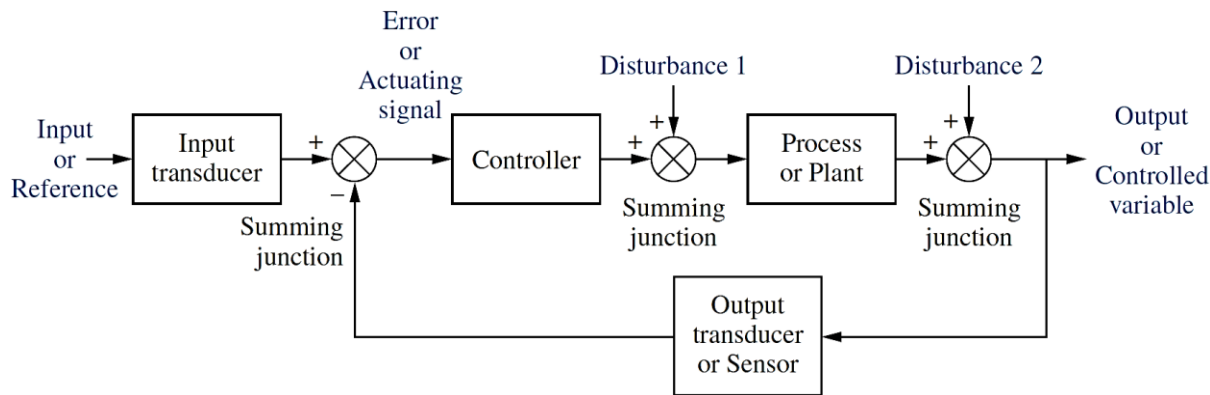 Error
or
Actuating
signal
Disturbance 1
Disturbance 2
Input
or
Reference
Input
transducer
+
−
Summing
junction
Controller
+
+
Summing
junction
Process
or Plant
+
+
Summing
junction
Output
or
Controlled
variable
Output
transducer
or Sensor